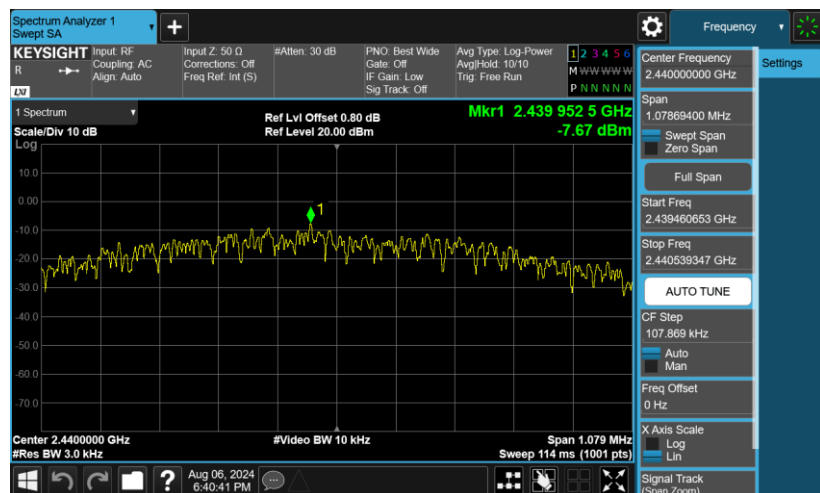 Spectrum Analyzer 1
Swept SA
+
Frequency
KEYSIGHT
R
LXI
Input: RF
Coupling: AC
Align: Auto
Input Z: 50 Ω
Corrections: Off
Freq Ref: Int (S)
#Atten: 30 dB
PNO: Best Wide
Gate: Off
IF Gain: Low
Sig Track: Off
Avg Type: Log-Power
Avg|Hold: 10/10
Trig: Free Run
1 2 3 4 5 6
M W W W W W
P N N N N N
1 Spectrum
Scale/Div 10 dB
Log
Ref Lvl Offset 0.80 dB
Ref Level 20.00 dBm
Mkr1 2.439 952 5 GHz
-7.67 dBm
1
10.0
0.00
-10.0
-20.0
-30.0
-40.0
-50.0
-60.0
-70.0
Center 2.4400000 GHz
#Res BW 3.0 kHz
#Video BW 10 kHz
Span 1.079 MHz
Sweep 114 ms (1001 pts)
Aug 06, 2024
6:40:41 PM
?
Center Frequency
2.440000000 GHz
Span
1.07869400 MHz
Swept Span
Zero Span
Full Span
Start Freq
2.439460653 GHz
Stop Freq
2.440539347 GHz
AUTO TUNE
CF Step
107.869 kHz
Auto
Man
Freq Offset
0 Hz
X Axis Scale
Log
Lin
Signal Track
(Span Zoom)
Settings